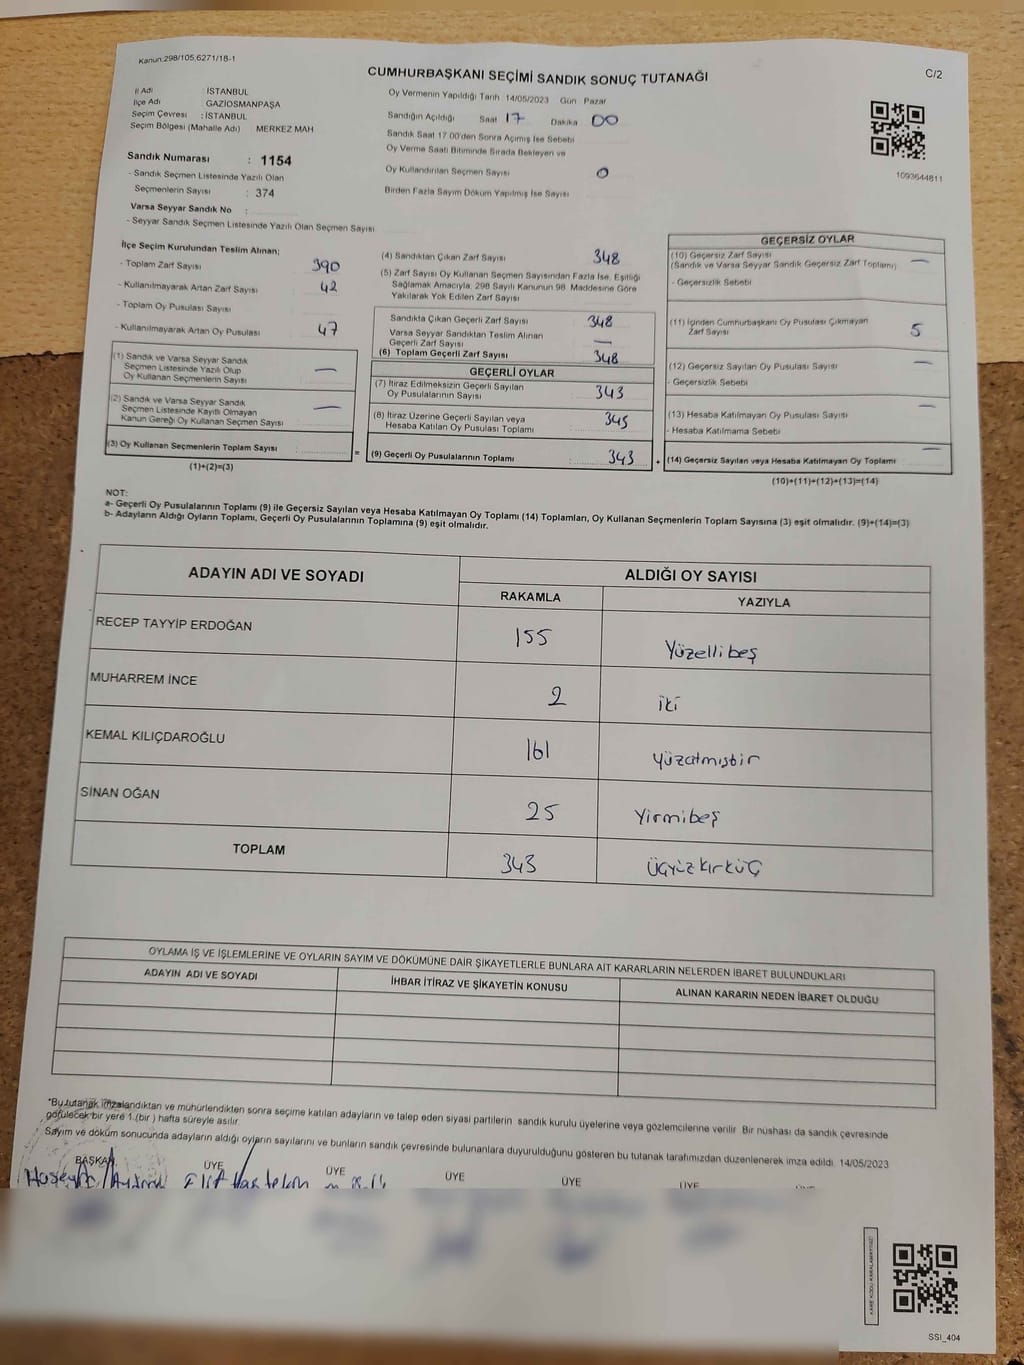 Kanun:298/105,6271/18-1
C/2
CUMHURBAŞKANI SEÇİMİ SANDIK SONUÇ TUTANAĞI
İl Adı : İSTANBUL
İlçe Adı : GAZİOSMANPAŞA
Seçim Çevresi : İSTANBUL
Seçim Bölgesi (Mahalle Adı) MERKEZ MAH
Oy Vermenin Yapıldığı Tarih 14/05/2023 Gün Pazar
Sandığın Açıldığı Saat 17 Dakika 00
Sandık Saat 17.00'den Sonra Açılmış İse Sebebi
Oy Verme Saati Bitiminde Sırada Bekleyen ve
Oy Kullandırılan Seçmen Sayısı 0
Birden Fazla Sayım Döküm Yapılmış İse Sayısı
1093644811
Sandık Numarası : 1154
- Sandık Seçmen Listesinde Yazılı Olan
Seçmenlerin Sayısı : 374
Varsa Seyyar Sandık No :
- Seyyar Sandık Seçmen Listesinde Yazılı Olan Seçmen Sayısı
İlçe Seçim Kurulundan Teslim Alınan;
- Toplam Zarf Sayısı 390
- Kullanılmayarak Artan Zarf Sayısı 42
- Toplam Oy Pusulası Sayısı
- Kullanılmayarak Artan Oy Pusulası 47
(1) Sandık ve Varsa Seyyar Sandık
Seçmen Listesinde Yazılı Olup
Oy Kullanan Seçmenlerin Sayısı —
(2) Sandık ve Varsa Seyyar Sandık
Seçmen Listesinde Kayıtlı Olmayan
Kanun Gereği Oy Kullanan Seçmen Sayısı —
(3) Oy Kullanan Seçmenlerin Toplam Sayısı : =
(1)+(2)=(3)
(4) Sandıktan Çıkan Zarf Sayısı 348
(5) Zarf Sayısı Oy Kullanan Seçmen Sayısından Fazla İse, Eşitliği
Sağlamak Amacıyla; 298 Sayılı Kanunun 98. Maddesine Göre
Yakılarak Yok Edilen Zarf Sayısı
Sandıkta Çıkan Geçerli Zarf Sayısı 348
Varsa Seyyar Sandıktan Teslim Alınan
Geçerli Zarf Sayısı —
(6) Toplam Geçerli Zarf Sayısı 348
GEÇERLİ OYLAR
(7) İtiraz Edilmeksizin Geçerli Sayılan
Oy Pusulalarının Sayısı : 343
(8) İtiraz Üzerine Geçerli Sayılan veya
Hesaba Katılan Oy Pusulası Toplamı 345
(9) Geçerli Oy Pusulalarının Toplamı : 343 +
GEÇERSİZ OYLAR
(10) Geçersiz Zarf Sayısı
(Sandık ve Varsa Seyyar Sandık Geçersiz Zarf Toplamı) —
- Geçersizlik Sebebi
(11) İçinden Cumhurbaşkanı Oy Pusulası Çıkmayan
Zarf Sayısı 5
(12) Geçersiz Sayılan Oy Pusulası Sayısı —
- Geçersizlik Sebebi
(13) Hesaba Katılmayan Oy Pusulası Sayısı —
- Hesaba Katılmama Sebebi
(14) Geçersiz Sayılan veya Hesaba Katılmayan Oy Toplamı —
(10)+(11)+(12)+(13)=(14)
NOT:
a- Geçerli Oy Pusulalarının Toplamı (9) ile Geçersiz Sayılan veya Hesaba Katılmayan Oy Toplamı (14) Toplamları, Oy Kullanan Seçmenlerin Toplam Sayısına (3) eşit olmalıdır. (9)+(14)=(3)
b- Adayların Aldığı Oyların Toplamı, Geçerli Oy Pusulalarının Toplamına (9) eşit olmalıdır.
ADAYIN ADI VE SOYADI
ALDIĞI OY SAYISI
RAKAMLA YAZIYLA
RECEP TAYYİP ERDOĞAN 155 Yüzellibeş
MUHARREM İNCE 2 iki
KEMAL KILIÇDAROĞLU 161 yüzatmışbir
SİNAN OĞAN 25 Yirmibeş
TOPLAM 343 Üçyüzkırküç
OYLAMA İŞ VE İŞLEMLERİNE VE OYLARIN SAYIM VE DÖKÜMÜNE DAİR ŞİKAYETLERLE BUNLARA AİT KARARLARIN NELERDEN İBARET BULUNDUKLARI
ADAYIN ADI VE SOYADI İHBAR İTİRAZ VE ŞİKAYETİN KONUSU ALINAN KARARIN NEDEN İBARET OLDUĞU
*Bu tutanak imzalandıktan ve mühürlendikten sonra seçime katılan adayların ve talep eden siyasi partilerin sandık kurulu üyelerine veya gözlemcilerine verilir. Bir nüshası da sandık çevresinde
görülecek bir yere 1 (bir) hafta süreyle asılır.
Sayım ve döküm sonucunda adayların aldığı oyların sayılarını ve bunların sandık çevresinde bulunanlara duyurulduğunu gösteren bu tutanak tarafımızdan düzenlenerek imza edildi. 14/05/2023
BAŞKAN ÜYE ÜYE ÜYE ÜYE ÜYE
SSI_404